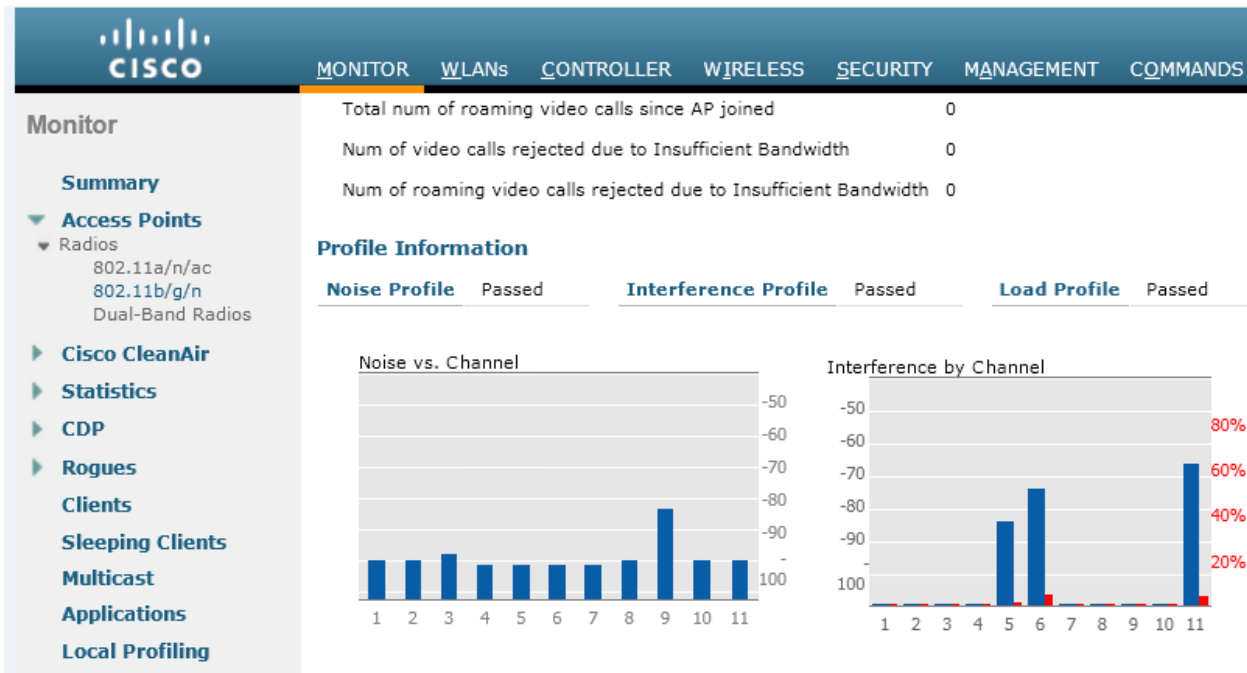 CISCO
MONITOR WLANs CONTROLLER WIRELESS SECURITY MANAGEMENT COMMANDS
Monitor
Summary
Access Points
Radios
802.11a/n/ac
802.11b/g/n
Dual-Band Radios
Cisco CleanAir
Statistics
CDP
Rogues
Clients
Sleeping Clients
Multicast
Applications
Local Profiling
Total num of roaming video calls since AP joined 0
Num of video calls rejected due to Insufficient Bandwidth 0
Num of roaming video calls rejected due to Insufficient Bandwidth 0
Profile Information
Noise Profile Passed Interference Profile Passed Load Profile Passed
Noise vs. Channel
-50
-60
-70
-80
-90
-
100
1 2 3 4 5 6 7 8 9 10 11
Interference by Channel
-50
-60
-70
-80
-90
-
100
80%
60%
40%
20%
1 2 3 4 5 6 7 8 9 10 11